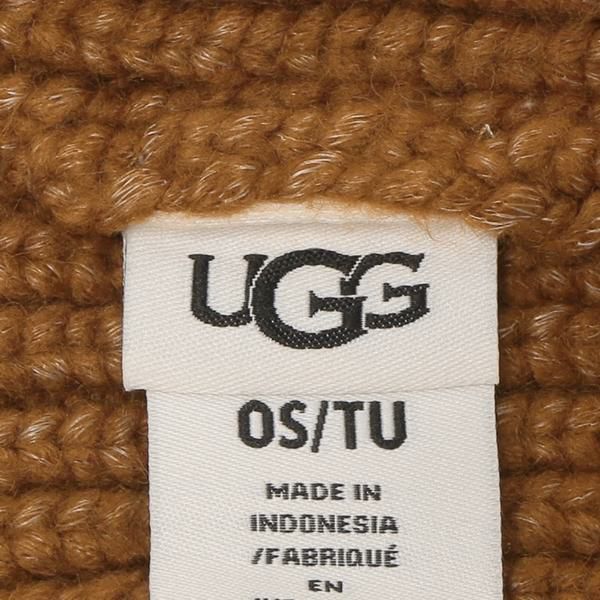 UGG
OS/TU
MADE IN
INDONESIA
/FABRIQUÉ
EN